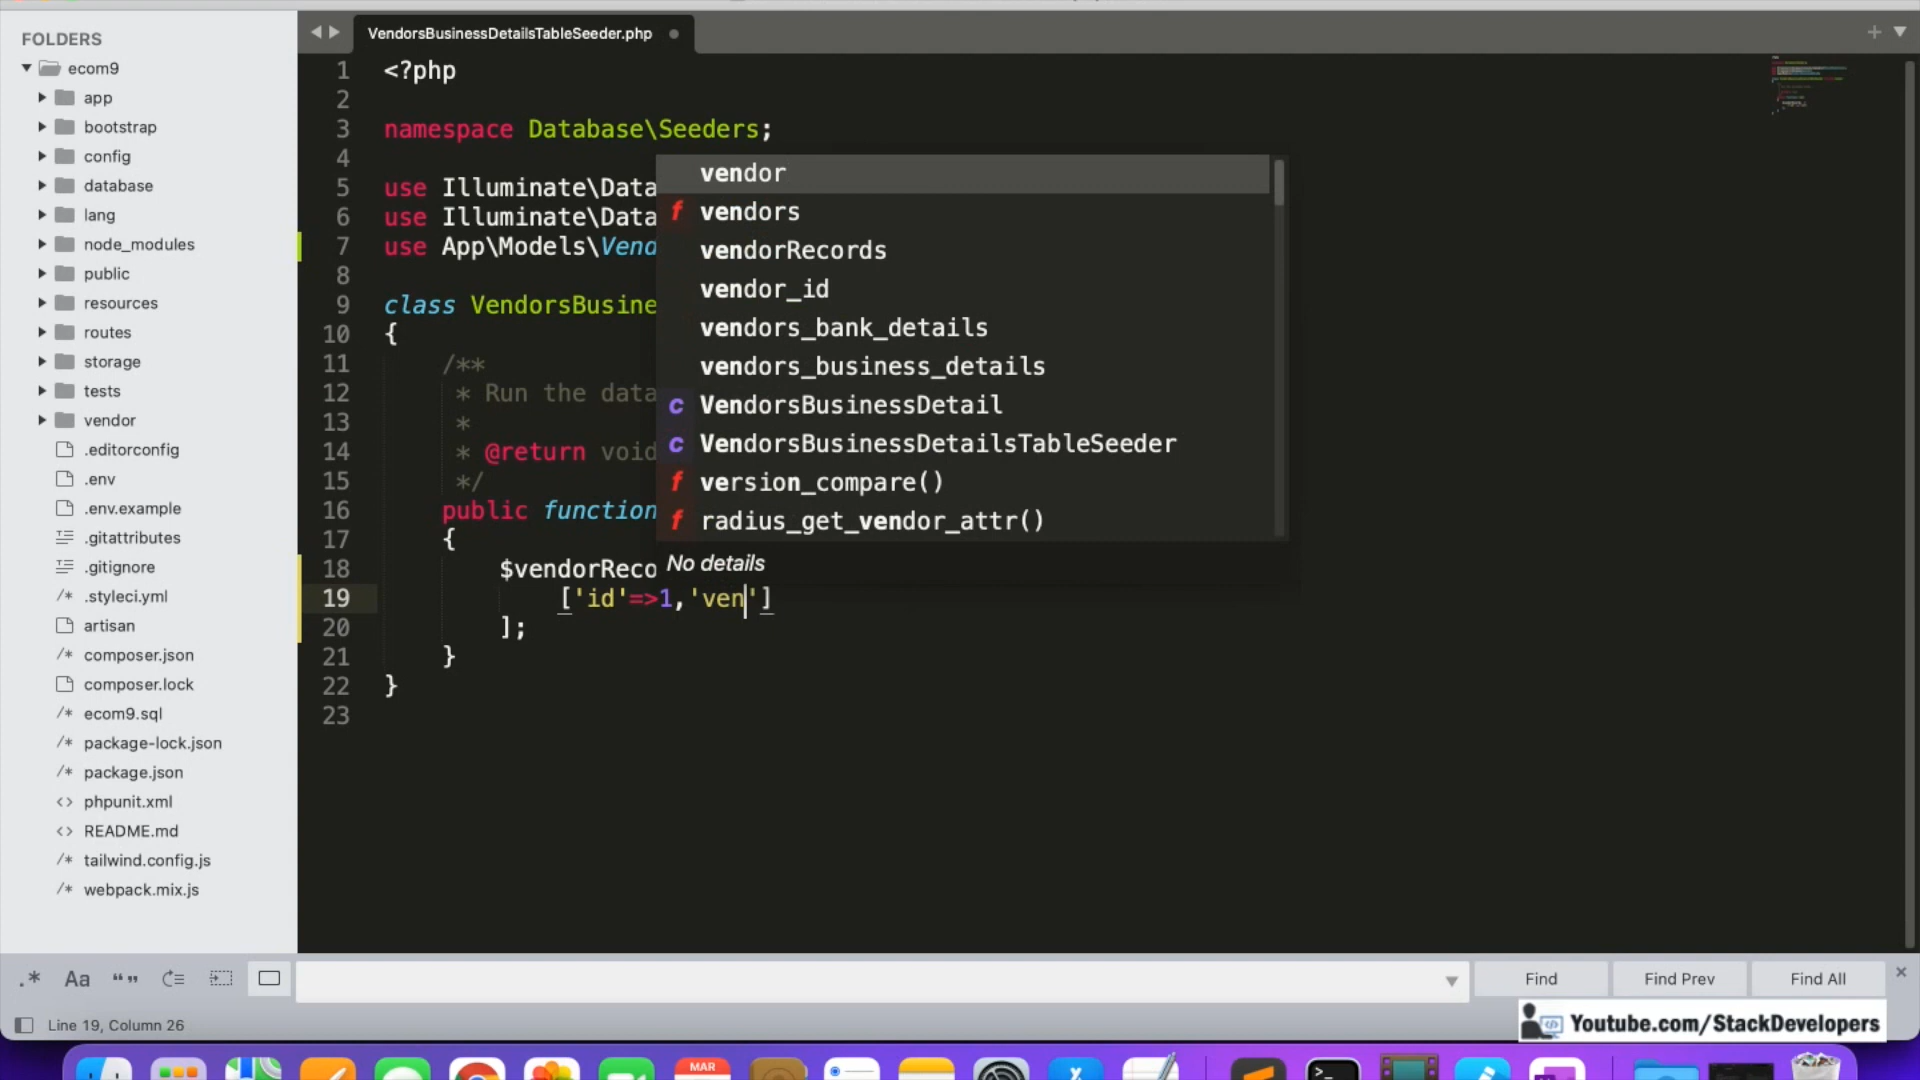 FOLDERS
ecom9
app
bootstrap
config
database
lang
node_modules
public
resources
routes
storage
tests
vendor
.editorconfig
.env
.env.example
.gitattributes
.gitignore
.styleci.yml
artisan
composer.json
composer.lock
ecom9.sql
package-lock.json
package.json
phpunit.xml
README.md
tailwind.config.js
webpack.mix.js
VendorsBusinessDetailsTableSeeder.php
1 <?php
2
3 namespace Database\Seeders;
4
5 use Illuminate\Data
6 use Illuminate\Data
7 use App\Models\Vend
8
9 class VendorsBusine
10 {
11 /**
12 * Run the data
13 *
14 * @return void
15 */
16 public function
17 {
18 $vendorReco
19 ['id'=>1,'ven']
20 ];
21 }
22 }
23
vendor
f vendors
vendorRecords
vendor_id
vendors_bank_details
vendors_business_details
c VendorsBusinessDetail
c VendorsBusinessDetailsTableSeeder
f version_compare()
f radius_get_vendor_attr()
No details
.* Aa “ ”
Find
Find Prev
Find All
Line 19, Column 26
Youtube.com/StackDevelopers
MAR